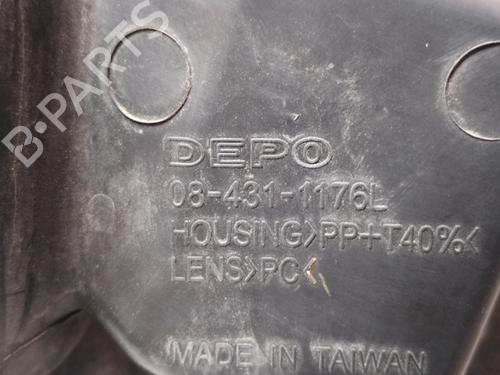 B-PARTS
DEPO
08-431-1176L
HOUSING>PP+T40%<
LENS>PC<
MADE IN TAIWAN